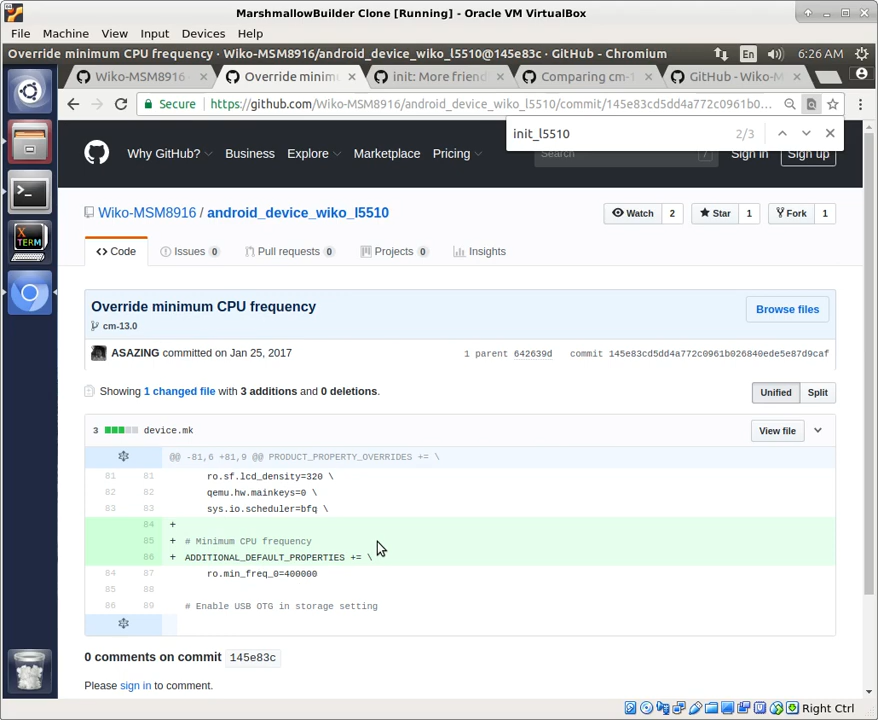 MarshmallowBuilder Clone [Running] - Oracle VM VirtualBox
File Machine View Input Devices Help
Override minimum CPU frequency · Wiko-MSM8916/android_device_wiko_l5510@145e83c · GitHub - Chromium
En 6:26 AM
Wiko-MSM8916 - Override minimu init: More friend Comparing cm-1 GitHub - Wiko-M
Secure https://github.com/Wiko-MSM8916/android_device_wiko_l5510/commit/145e83cd5dd4a772c0961b0...
init_l5510 2/3
Why GitHub? Business Explore Marketplace Pricing Search / Sign in Sign up
Wiko-MSM8916 / android_device_wiko_l5510
Watch 2 Star 1 Fork 1
Code Issues 0 Pull requests 0 Projects 0 Insights
Override minimum CPU frequency
Browse files
cm-13.0
ASAZING committed on Jan 25, 2017 1 parent 642639d commit 145e83cd5dd4a772c0961b026840ede5e87d9caf
Showing 1 changed file with 3 additions and 0 deletions.
Unified Split
3 device.mk View file
@@ -81,6 +81,9 @@ PRODUCT_PROPERTY_OVERRIDES += \
81 81 ro.sf.lcd_density=320 \
82 82 qemu.hw.mainkeys=0 \
83 83 sys.io.scheduler=bfq \
84 +
85 + # Minimum CPU frequency
86 + ADDITIONAL_DEFAULT_PROPERTIES += \
84 87 ro.min_freq_0=400000
85 88
86 89 # Enable USB OTG in storage setting
0 comments on commit 145e83c
Please sign in to comment.
Right Ctrl